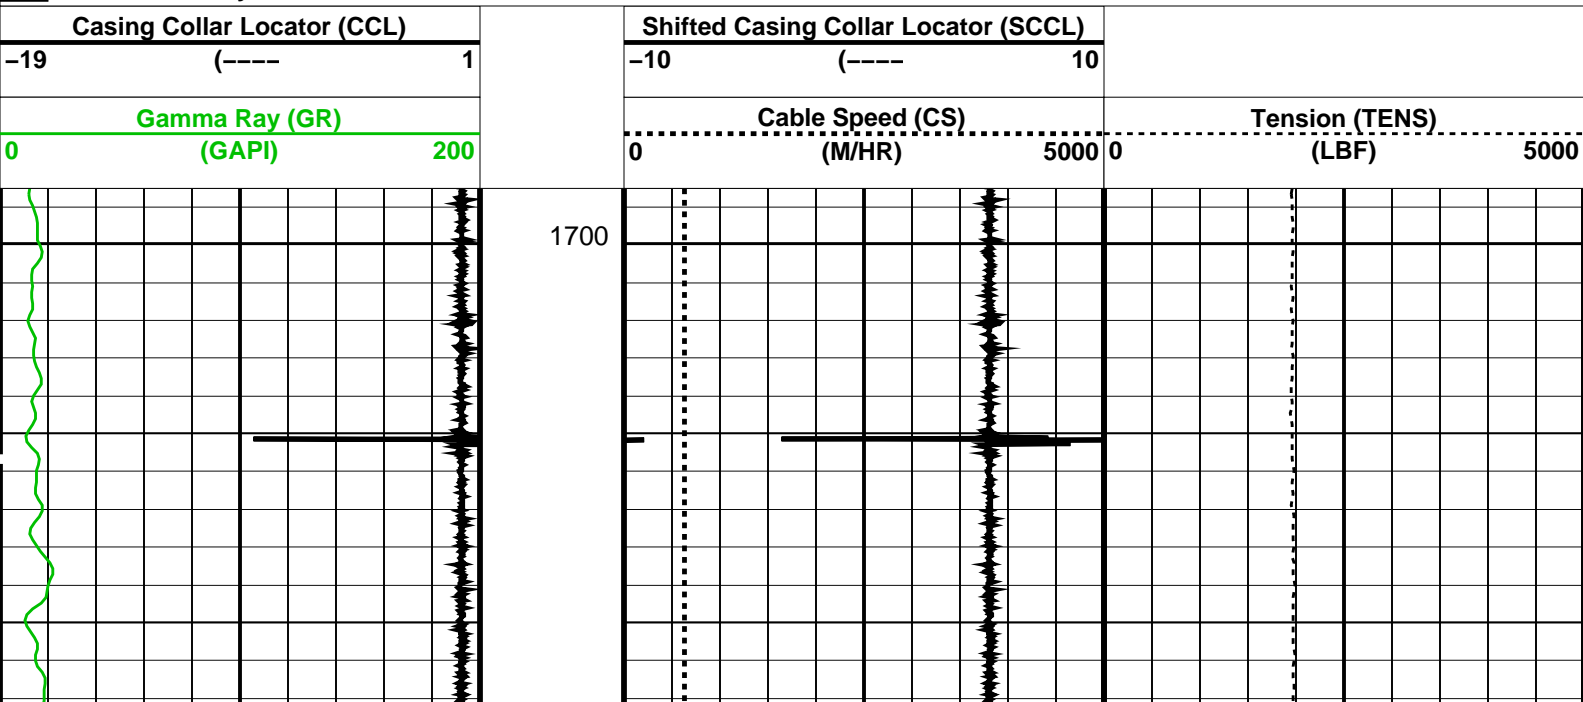 Casing Collar Locator (CCL)
−19 (−−−− 1
Gamma Ray (GR)
0 (GAPI) 200
Shifted Casing Collar Locator (SCCL)
−10 (−−−− 10
Cable Speed (CS)
0 (M/HR) 5000
Tension (TENS)
0 (LBF) 5000
1700